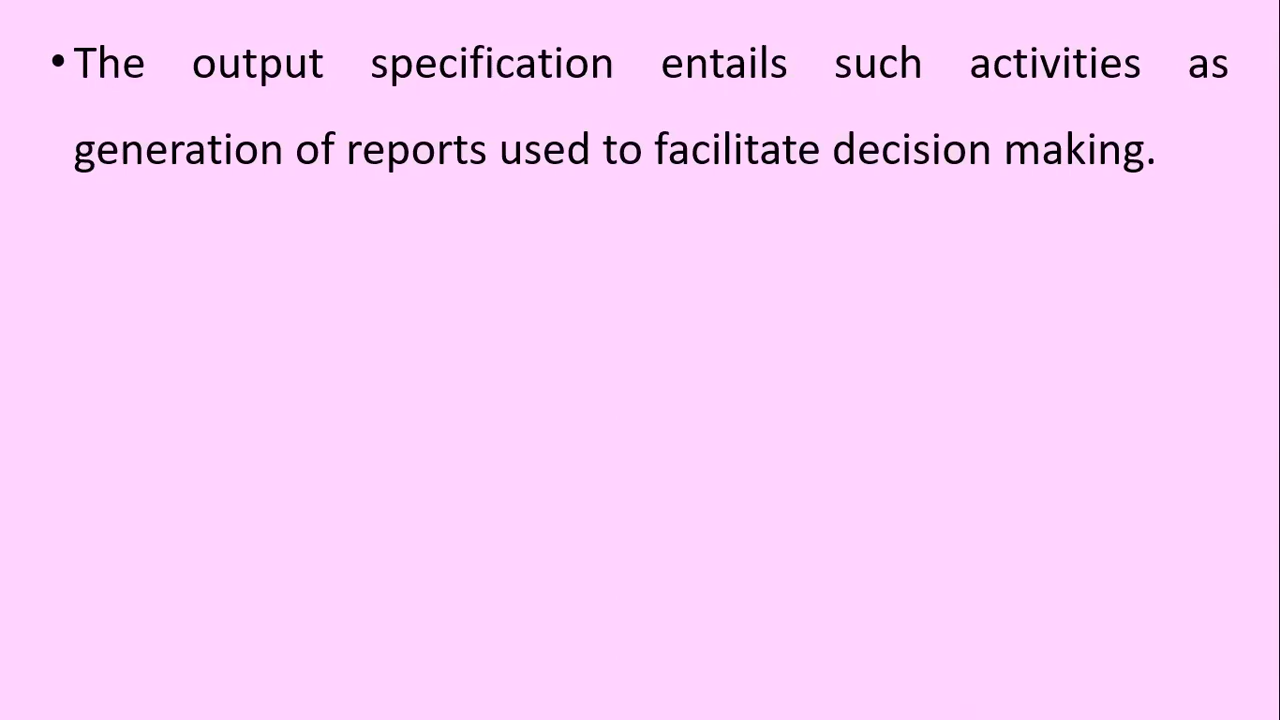 • The output specification entails such activities as
generation of reports used to facilitate decision making.